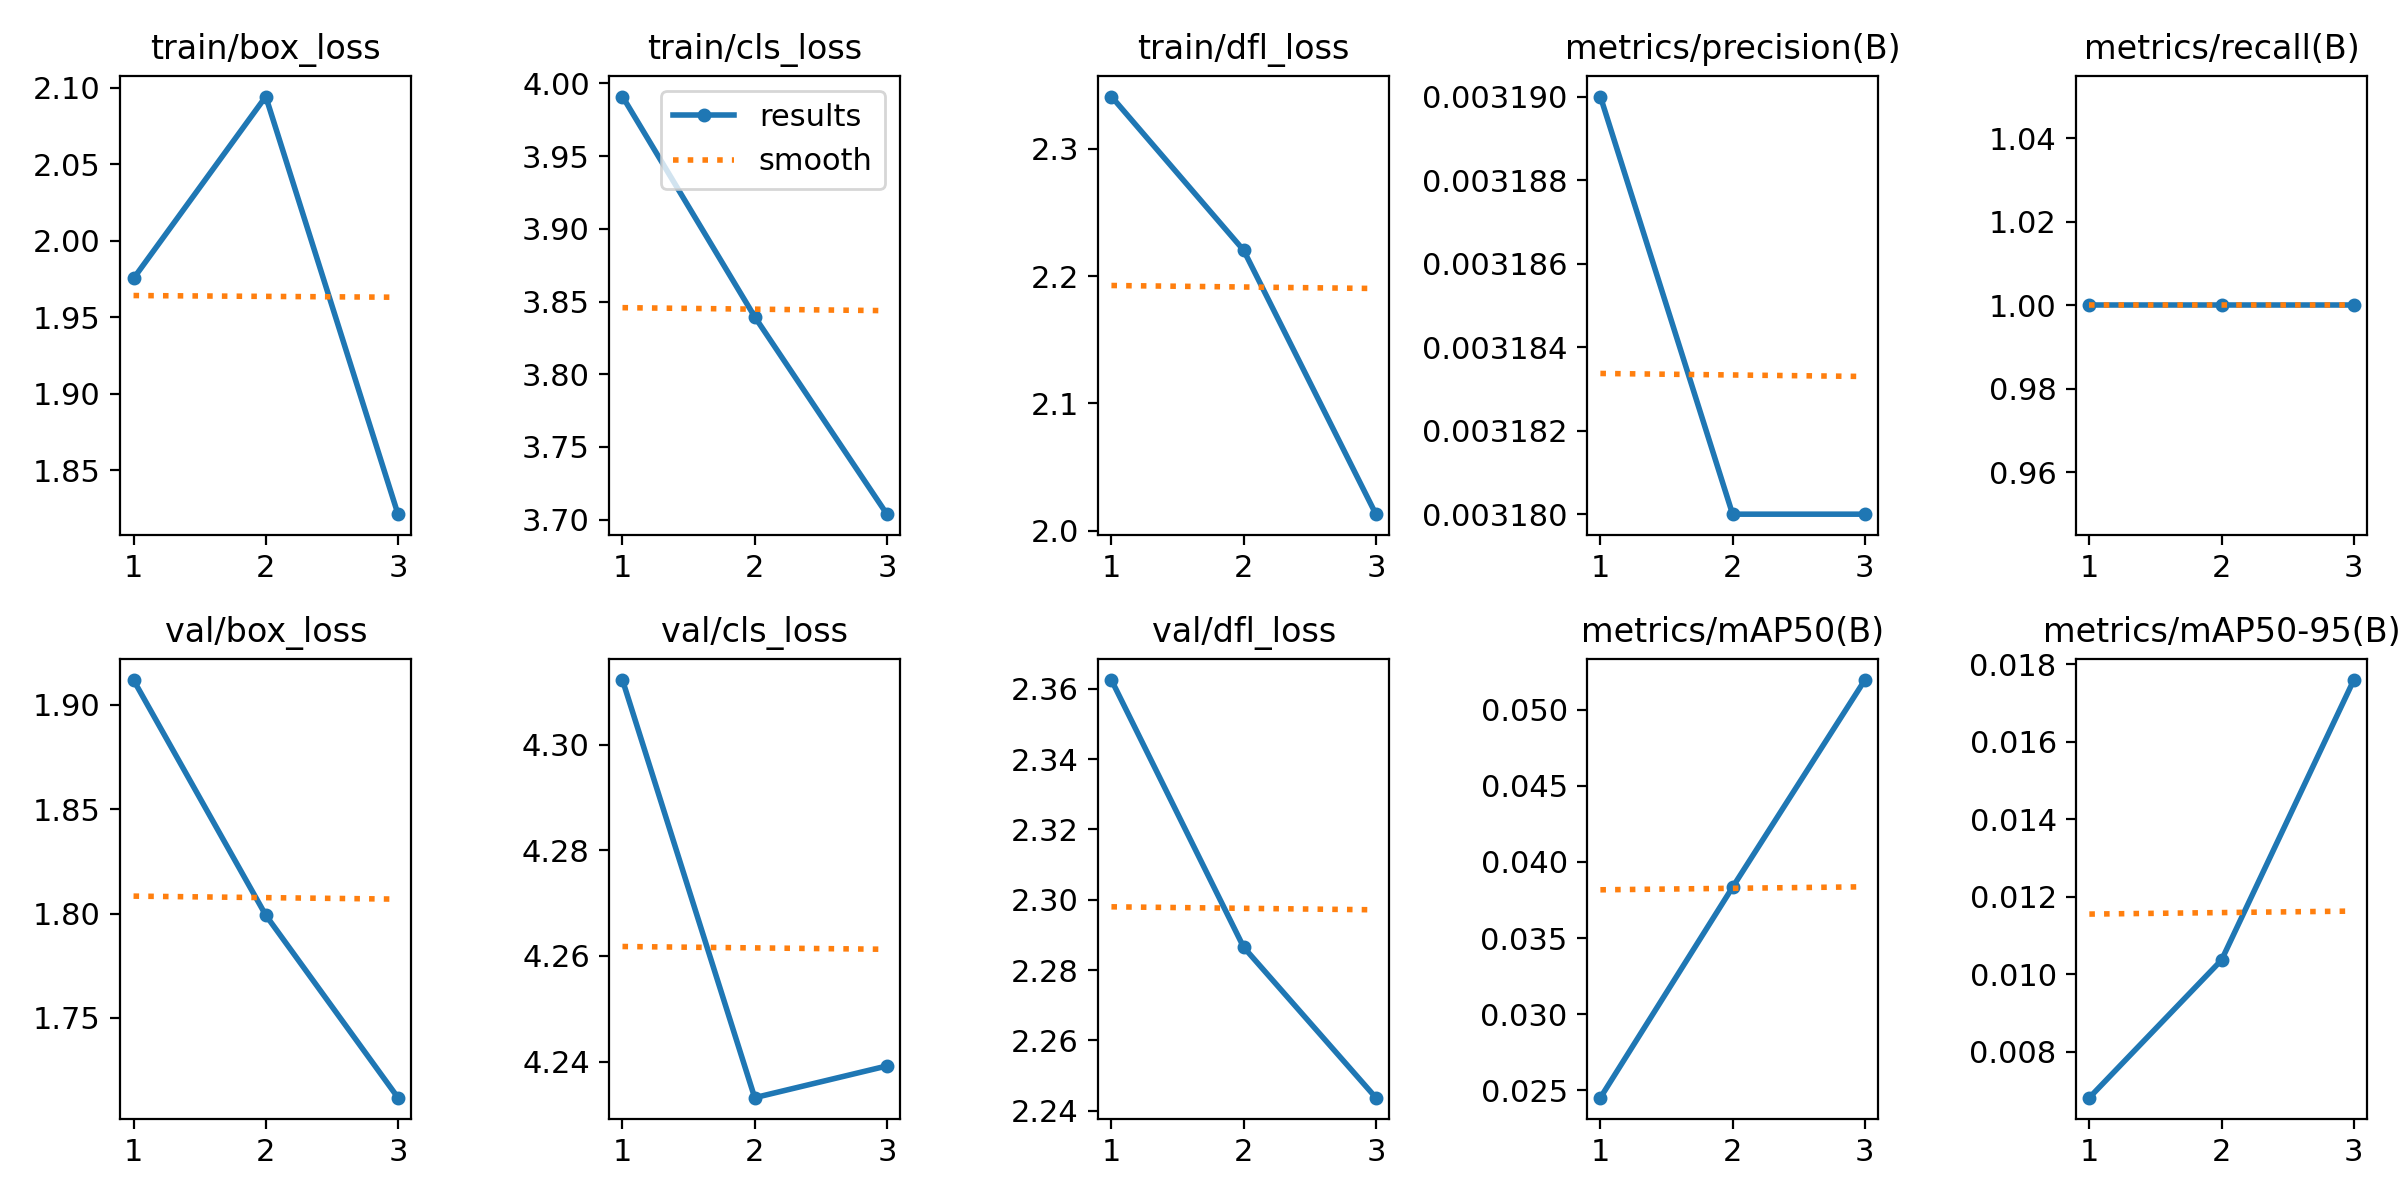 train/box_loss
2.10
2.05
2.00
1.95
1.90
1.85
1 2 3
train/cls_loss
4.00
3.95
3.90
3.85
3.80
3.75
3.70
results
smooth
1 2 3
train/dfl_loss
2.3
2.2
2.1
2.0
1 2 3
metrics/precision(B)
0.003190
0.003188
0.003186
0.003184
0.003182
0.003180
1 2 3
metrics/recall(B)
1.04
1.02
1.00
0.98
0.96
1 2 3
val/box_loss
1.90
1.85
1.80
1.75
1 2 3
val/cls_loss
4.30
4.28
4.26
4.24
1 2 3
val/dfl_loss
2.36
2.34
2.32
2.30
2.28
2.26
2.24
1 2 3
metrics/mAP50(B)
0.050
0.045
0.040
0.035
0.030
0.025
1 2 3
metrics/mAP50-95(B)
0.018
0.016
0.014
0.012
0.010
0.008
1 2 3